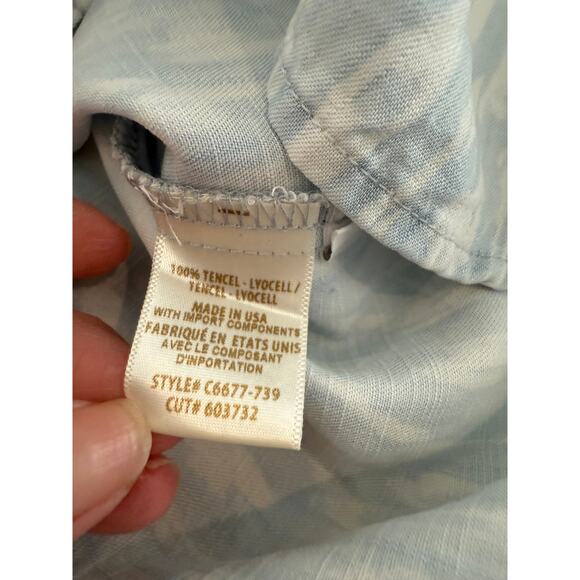 100% TENCEL - LYOCELL /
TENCEL - LYOCELL
MADE IN USA
WITH IMPORT COMPONENTS
FABRIQUÉ EN ETATS UNIS
AVEC LE COMPOSANT
D'INPORTATION
STYLE# C6677-739
CUT# 603732